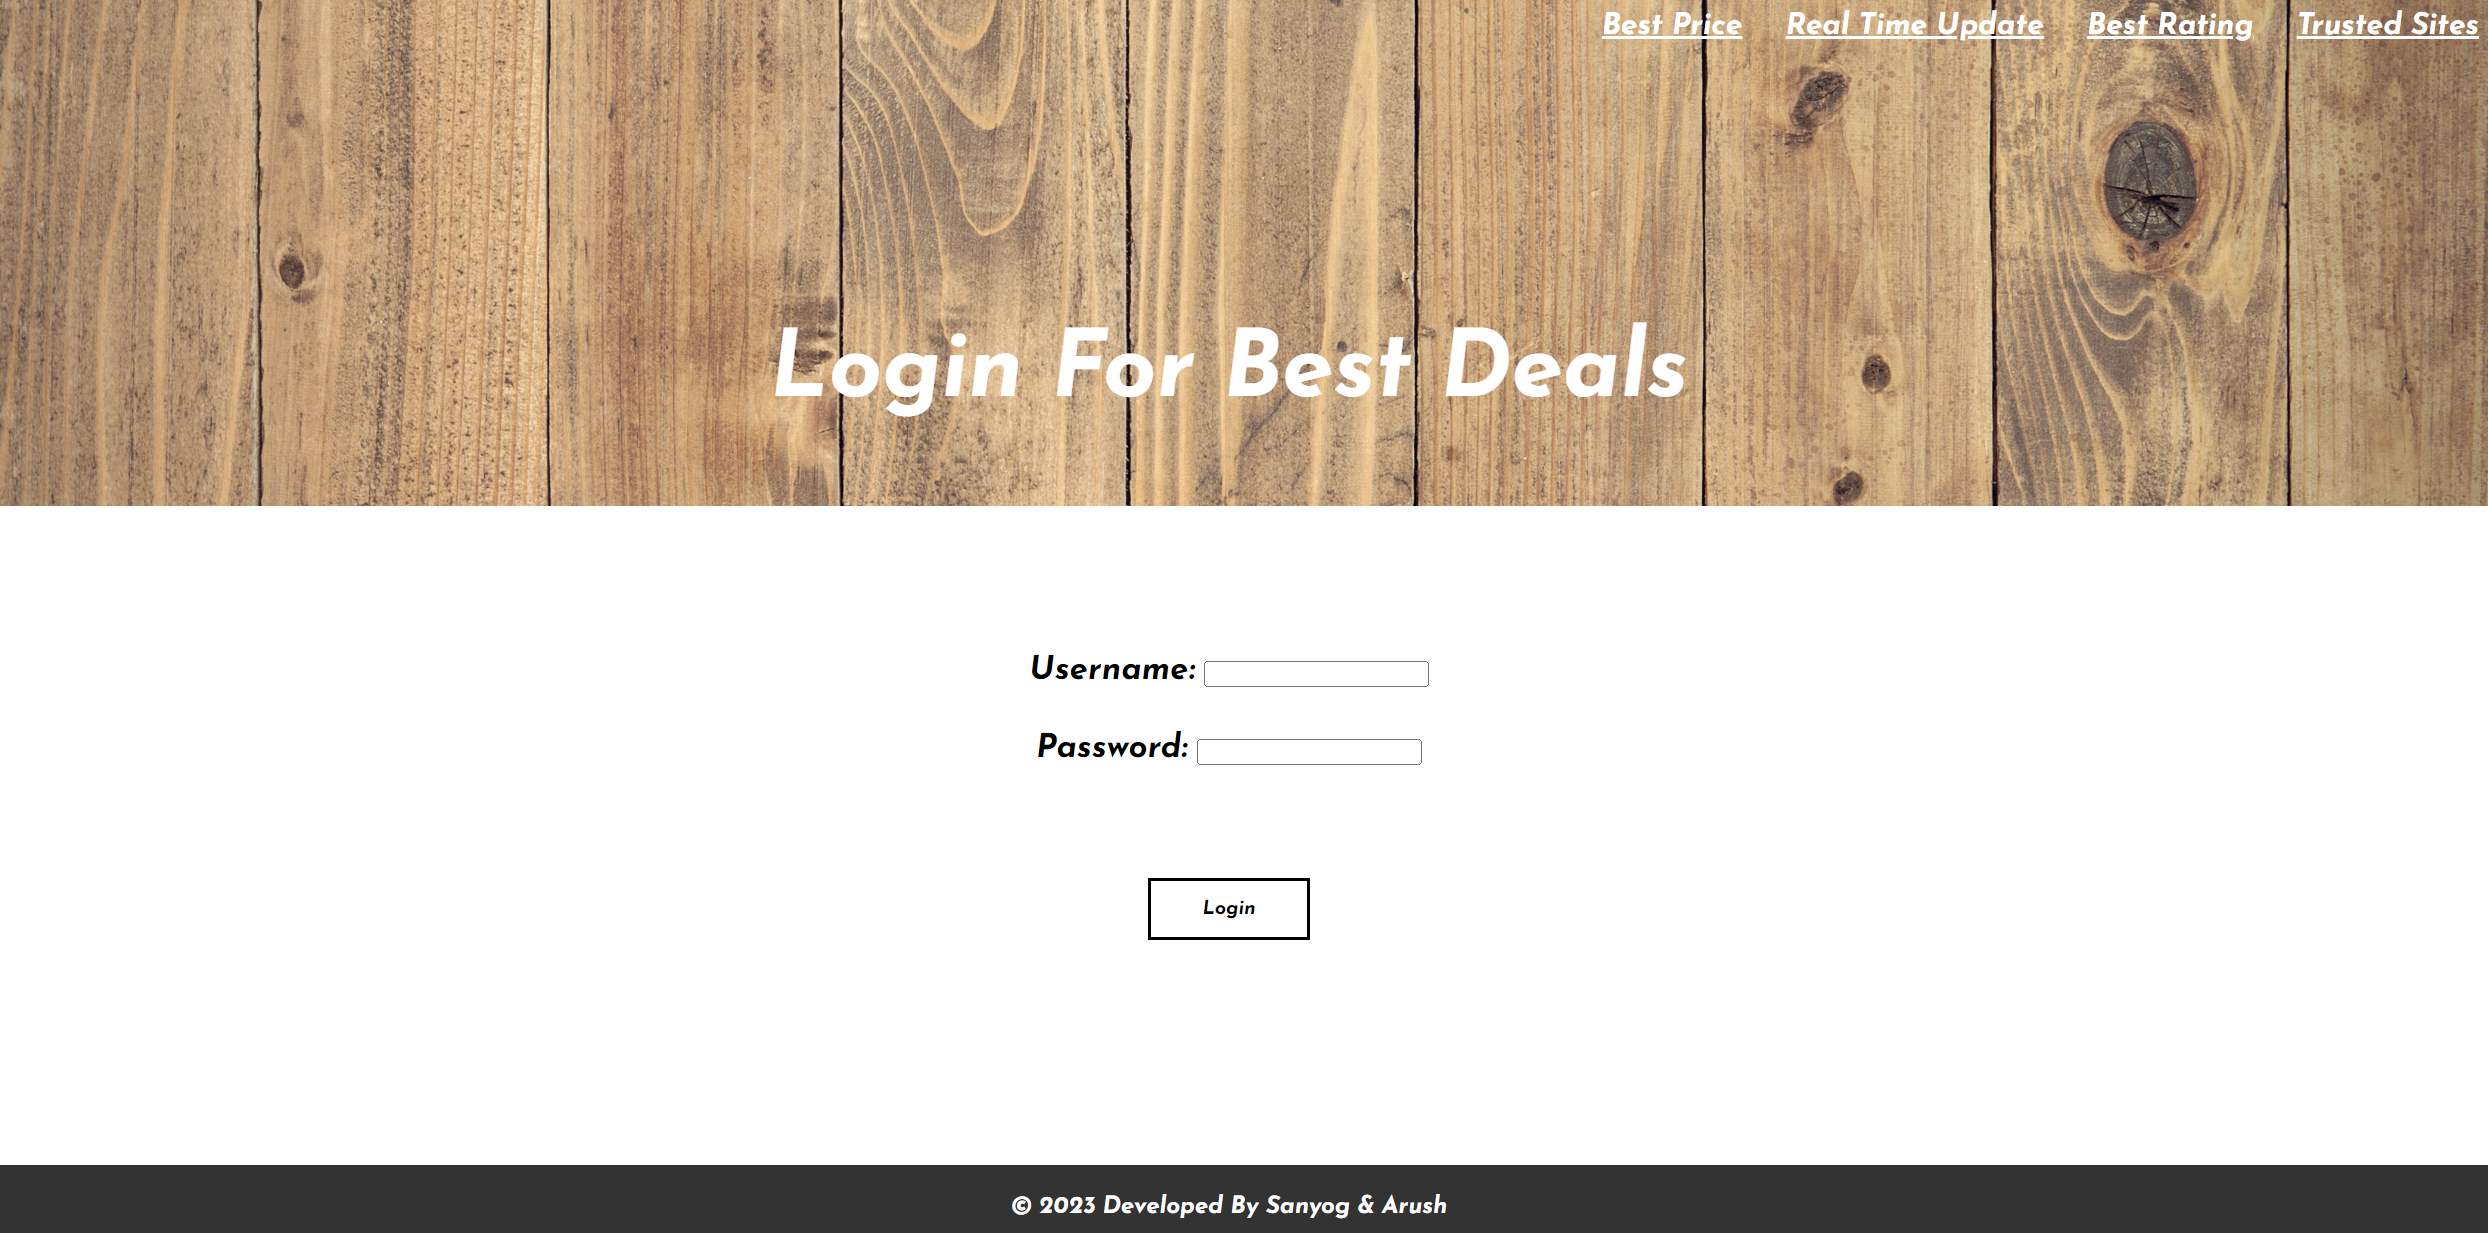 Best Price Real Time Update Best Rating Trusted Sites
Login For Best Deals
Username:
Password:
Login
© 2023 Developed By Sanyog & Arush